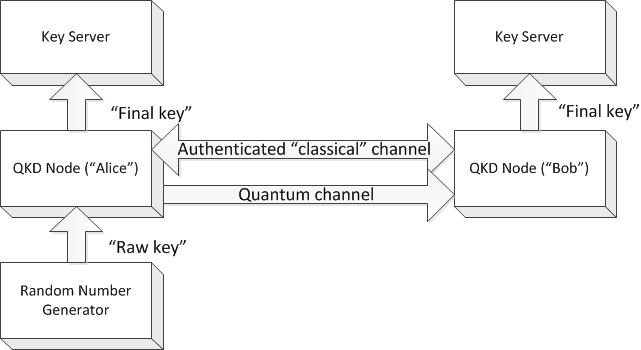 Key Server
Key Server
“Final key”
“Final key”
Authenticated “classical” channel
QKD Node (“Alice”)
QKD Node (“Bob”)
Quantum channel
“Raw key”
Random Number
Generator